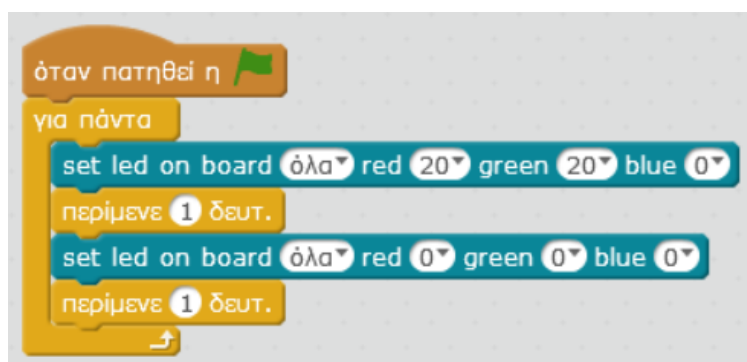 όταν πατηθεί η
για πάντα
set led on board όλα red 20 green 20 blue 0
περίμενε 1 δευτ.
set led on board όλα red 0 green 0 blue 0
περίμενε 1 δευτ.